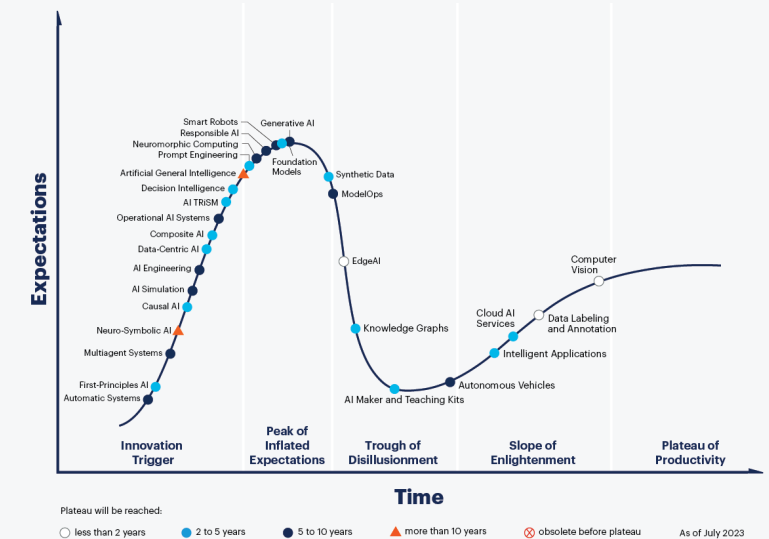 Expectations
Smart Robots
Responsible AI
Neuromorphic Computing
Prompt Engineering
Artificial General Intelligence
Decision Intelligence
AI TRiSM
Operational AI Systems
Composite AI
Data-Centric AI
AI Engineering
AI Simulation
Causal AI
Neuro-Symbolic AI
Multiagent Systems
First-Principles AI
Automatic Systems
Generative AI
Foundation
Models
Synthetic Data
ModelOps
EdgeAI
Knowledge Graphs
AI Maker and Teaching Kits
Autonomous Vehicles
Intelligent Applications
Cloud AI
Services
Data Labeling
and Annotation
Computer
Vision
Innovation
Trigger
Peak of
Inflated
Expectations
Trough of
Disillusionment
Slope of
Enlightenment
Plateau of
Productivity
Time
Plateau will be reached:
less than 2 years
2 to 5 years
5 to 10 years
more than 10 years
obsolete before plateau
As of July 2023